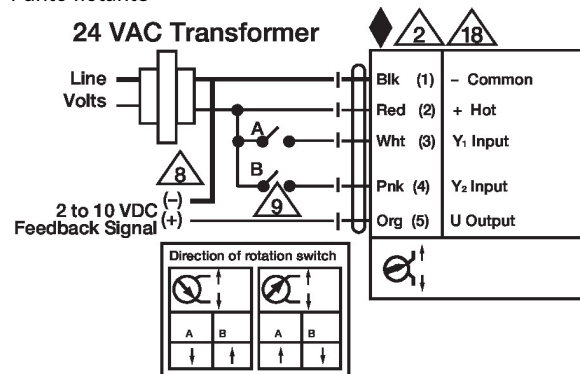 24 VAC Transformer
2
18
Line
Volts
Blk (1) – Common
Red (2) + Hot
A
Wht (3) Y₁ Input
B
Pnk (4) Y₂ Input
8
9
2 to 10 VDC (–)
Feedback Signal (+)
Org (5) U Output
Direction of rotation switch
A B
A B